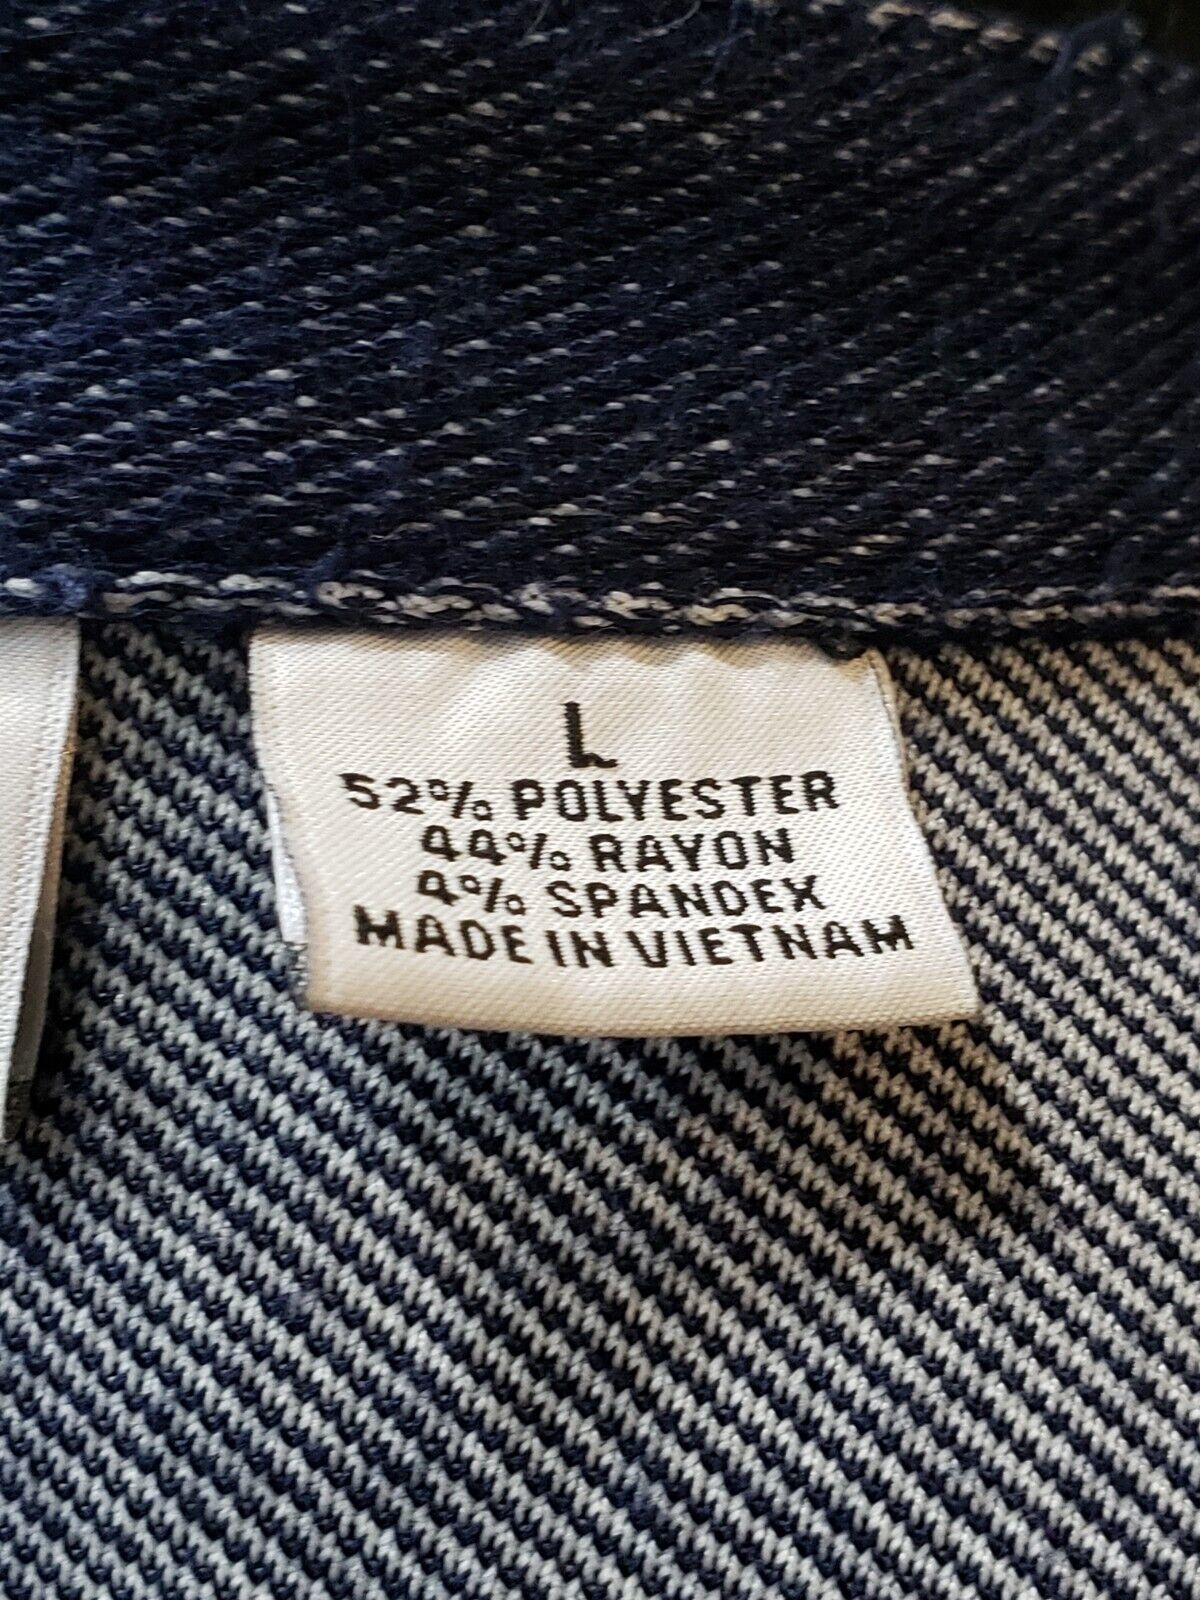 L
52% POLYESTER
44% RAYON
4% SPANDEX
MADE IN VIETNAM